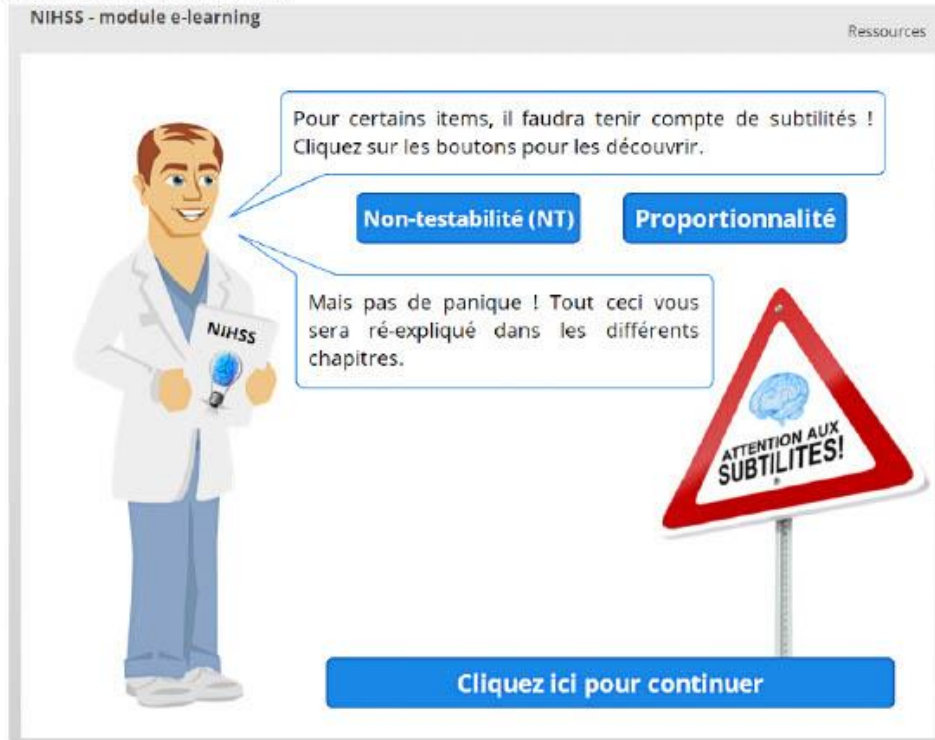 NIHSS - module e-learning
Ressources
Pour certains items, il faudra tenir compte de subtilités !
Cliquez sur les boutons pour les découvrir.
Non-testabilité (NT)
Proportionnalité
Mais pas de panique ! Tout ceci vous
sera ré-expliqué dans les différents
chapitres.
NIHSS
ATTENTION AUX
SUBTILITES!
Cliquez ici pour continuer